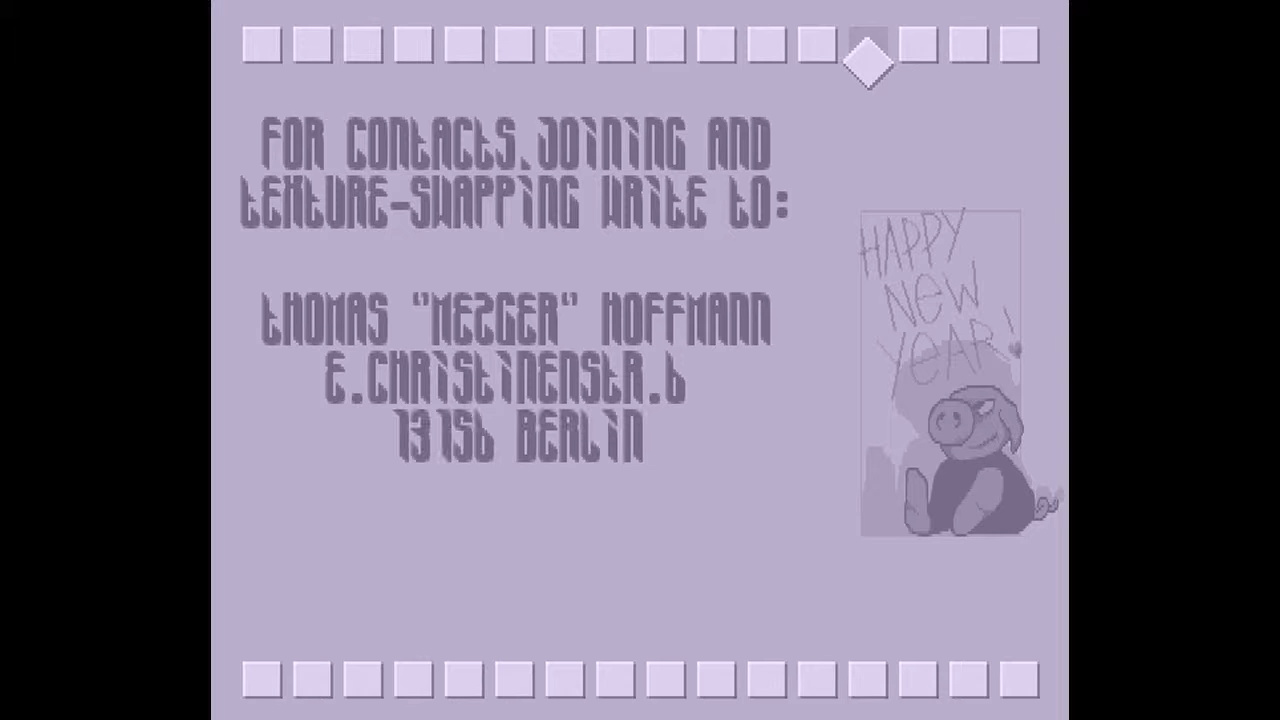 FOR CONTACTS,JOINING AND
TEXTURE-SWAPPING WRITE TO:
THOMAS "MEZGER" HOFFMANN
E.CHRISTINENSTR.6
13156 BERLIN
HAPPY
NEW
YEAR!